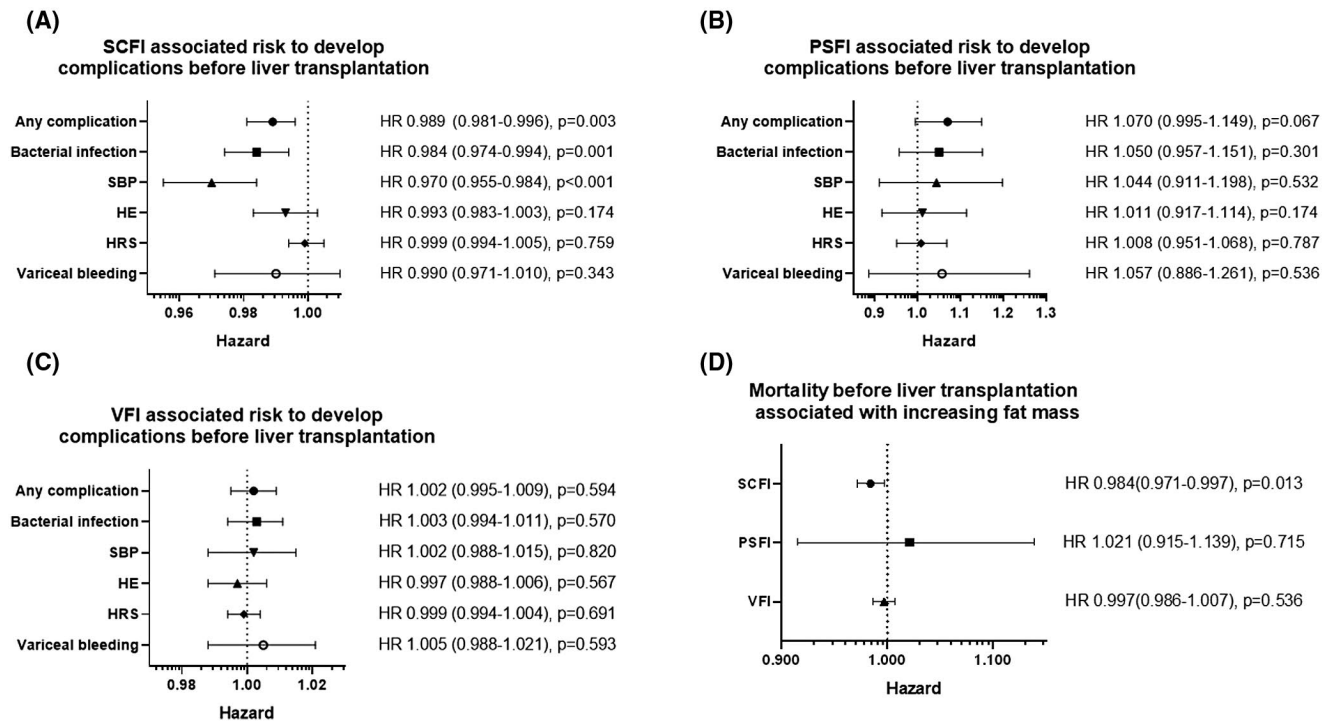 (A)
SCFI associated risk to develop
complications before liver transplantation
Any complication HR 0.989 (0.981-0.996), p=0.003
Bacterial infection HR 0.984 (0.974-0.994), p=0.001
SBP HR 0.970 (0.955-0.984), p<0.001
HE HR 0.993 (0.983-1.003), p=0.174
HRS HR 0.999 (0.994-1.005), p=0.759
Variceal bleeding HR 0.990 (0.971-1.010), p=0.343
0.96 0.98 1.00
Hazard
(B)
PSFI associated risk to develop
complications before liver transplantation
Any complication HR 1.070 (0.995-1.149), p=0.067
Bacterial infection HR 1.050 (0.957-1.151), p=0.301
SBP HR 1.044 (0.911-1.198), p=0.532
HE HR 1.011 (0.917-1.114), p=0.174
HRS HR 1.008 (0.951-1.068), p=0.787
Variceal bleeding HR 1.057 (0.886-1.261), p=0.536
0.9 1.0 1.1 1.2 1.3
Hazard
(C)
VFI associated risk to develop
complications before liver transplantation
Any complication HR 1.002 (0.995-1.009), p=0.594
Bacterial infection HR 1.003 (0.994-1.011), p=0.570
SBP HR 1.002 (0.988-1.015), p=0.820
HE HR 0.997 (0.988-1.006), p=0.567
HRS HR 0.999 (0.994-1.004), p=0.691
Variceal bleeding HR 1.005 (0.988-1.021), p=0.593
0.98 1.00 1.02
Hazard
(D)
Mortality before liver transplantation
associated with increasing fat mass
SCFI HR 0.984(0.971-0.997), p=0.013
PSFI HR 1.021 (0.915-1.139), p=0.715
VFI HR 0.997(0.986-1.007), p=0.536
0.900 1.000 1.100
Hazard